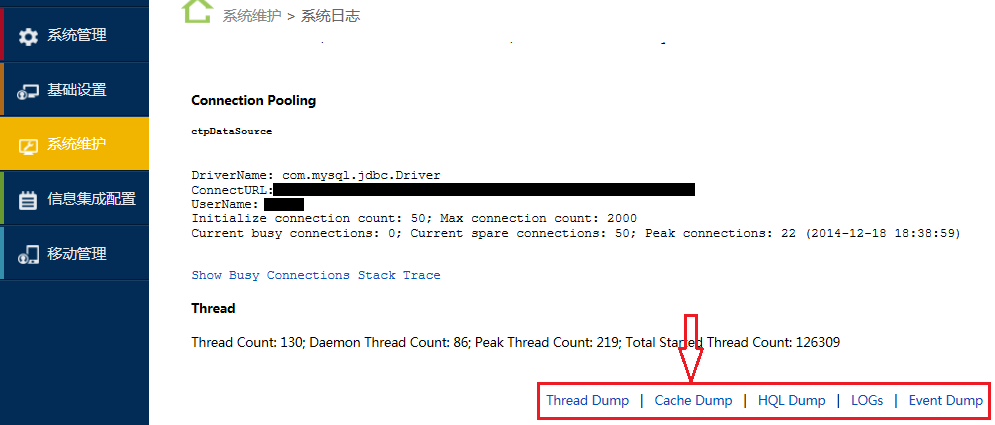 系统维护 > 系统日志
系统管理
基础设置
系统维护
信息集成配置
移动管理
Connection Pooling
ctpDataSource
DriverName: com.mysql.jdbc.Driver
ConnectURL:
UserName:
Initialize connection count: 50; Max connection count: 2000
Current busy connections: 0; Current spare connections: 50; Peak connections: 22 (2014-12-18 18:38:59)
Show Busy Connections Stack Trace
Thread
Thread Count: 130; Daemon Thread Count: 86; Peak Thread Count: 219; Total Started Thread Count: 126309
Thread Dump | Cache Dump | HQL Dump | LOGs | Event Dump